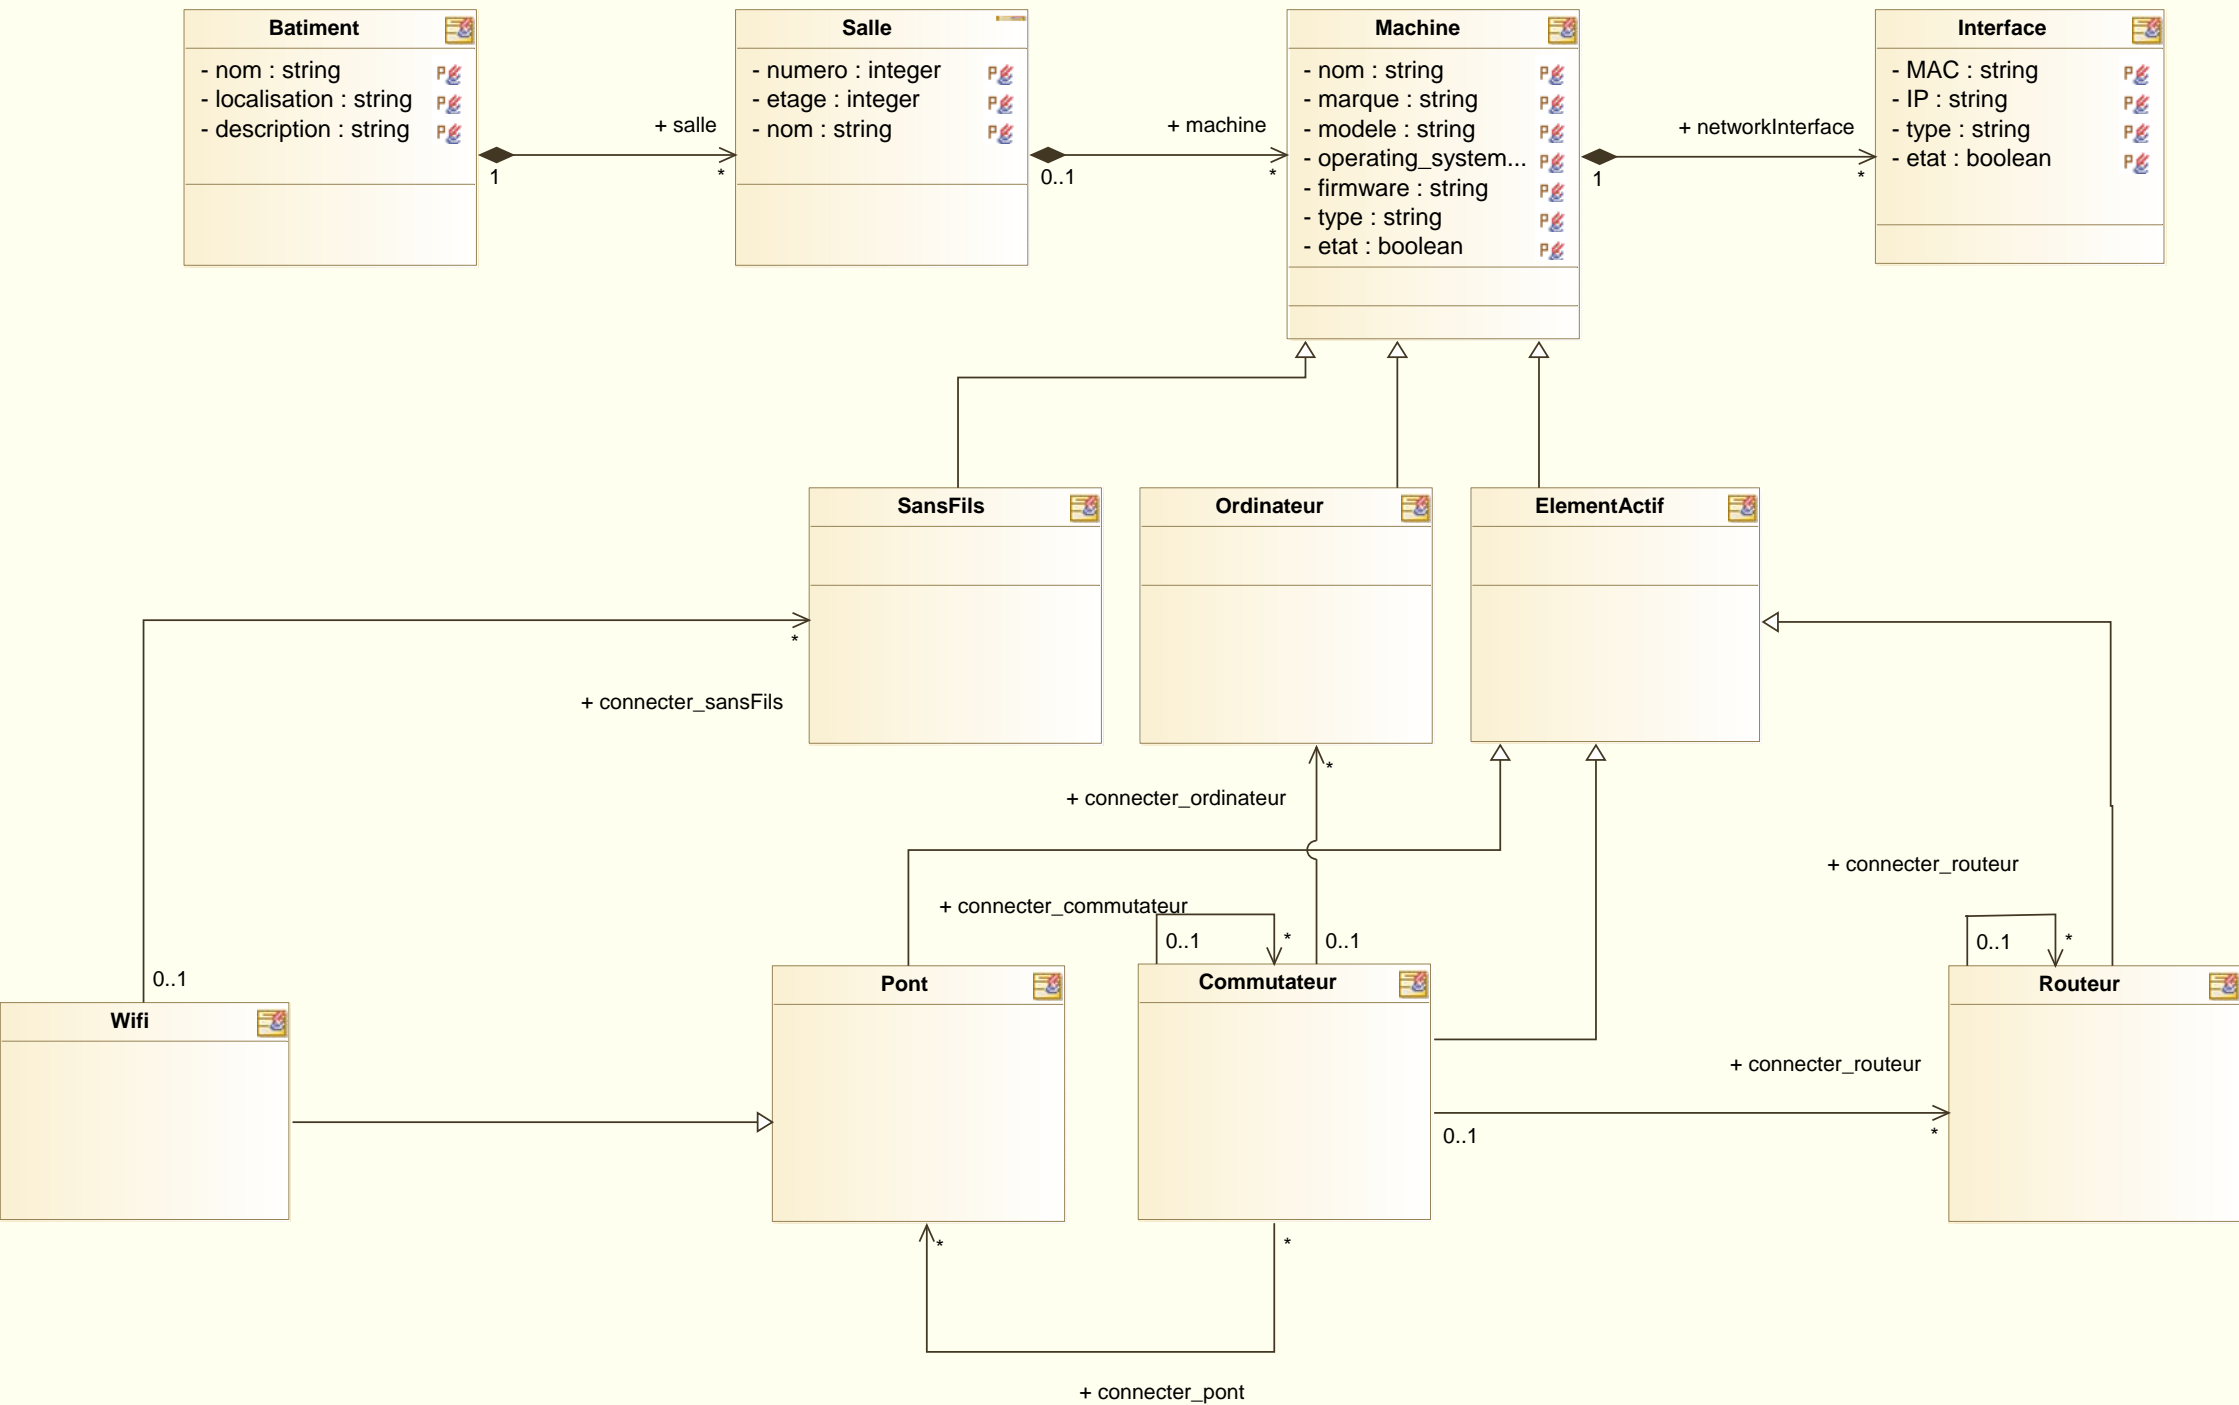 Batiment
- nom : string
- localisation : string
- description : string
+ salle
1
*
Salle
- numero : integer
- etage : integer
- nom : string
+ machine
0..1
*
Machine
- nom : string
- marque : string
- modele : string
- operating_system...
- firmware : string
- type : string
- etat : boolean
+ networkInterface
1
*
Interface
- MAC : string
- IP : string
- type : string
- etat : boolean
SansFils
Ordinateur
ElementActif
*
+ connecter_sansFils
*
+ connecter_ordinateur
+ connecter_routeur
+ connecter_commutateur
0..1
*
0..1
0..1
*
0..1
Wifi
Pont
Commutateur
Routeur
+ connecter_routeur
0..1
*
*
*
+ connecter_pont